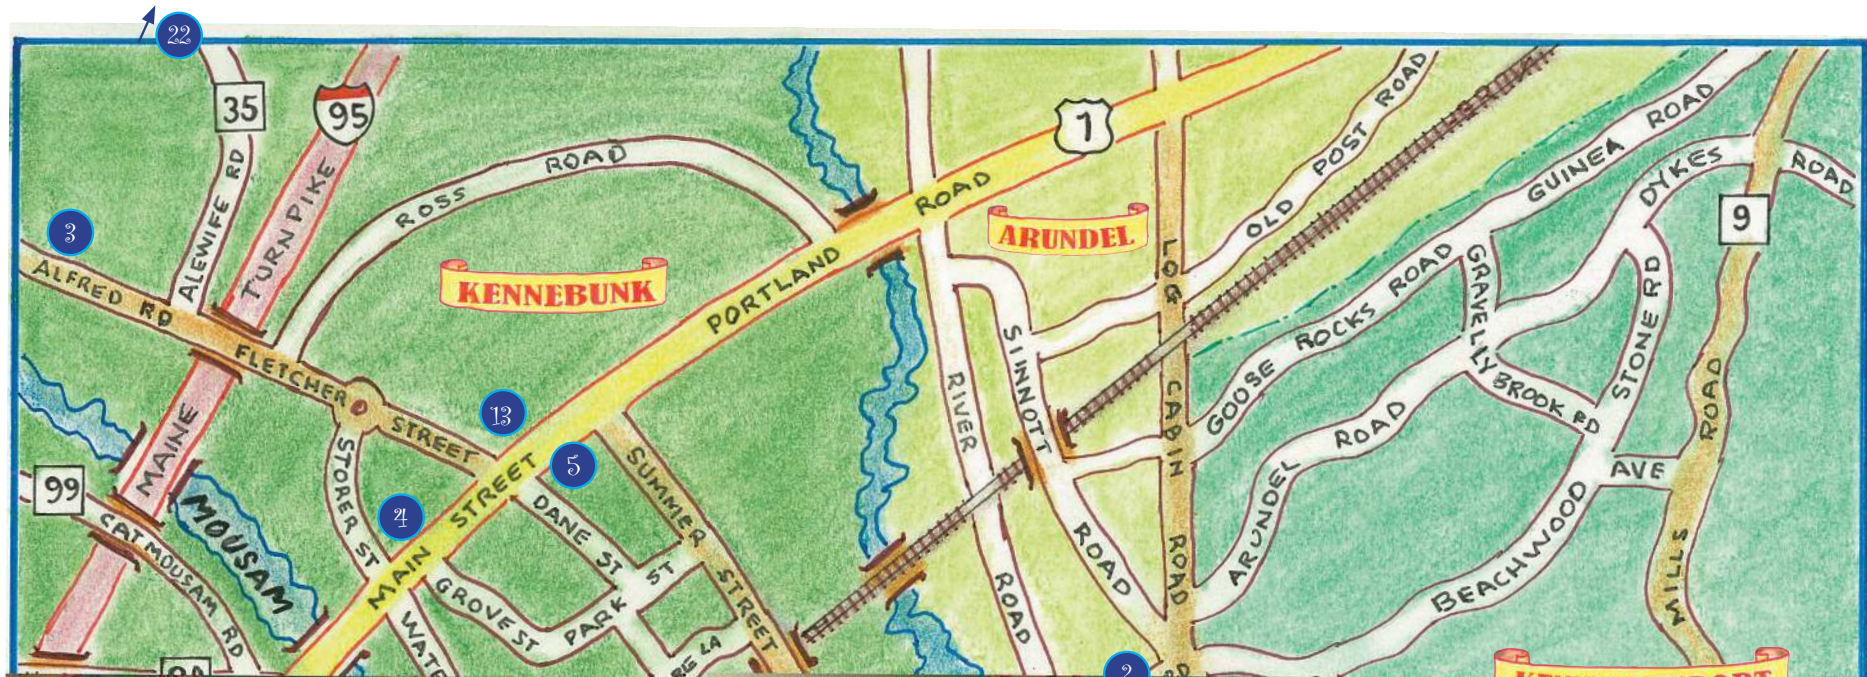 22
35
95
1
ROAD
OLD POST ROAD
GUINEA ROAD
DYKES ROAD
9
3
ALFRED RD
ALEWIFE RD
MAINE TURNPIKE
ROSS ROAD
KENNEBUNK
PORTLAND ROAD
ARUNDEL
LOG CABIN ROAD
GOOSE ROCKS ROAD
GRAVELLY BROOK RD
STONE RD
FLETCHER STREET
SINNOTT ROAD
RIVER ROAD
ARUNDEL ROAD
BEACHWOOD AVE
MILLS ROAD
13
5
4
99
CAT MOUSAM RD
MOUSAM
STORER ST
MAIN STREET
DANE ST
SUMMER STREET
GROVE ST
PARK ST
WATE
2
RD